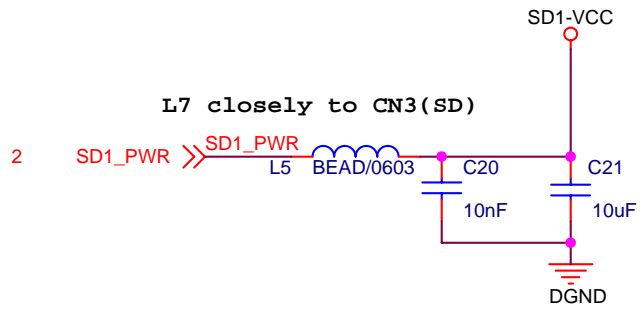 SD1-VCC
L7 closely to CN3(SD)
2 SD1_PWR SD1_PWR
L5 BEAD/0603 C20 C21
10nF 10uF
DGND